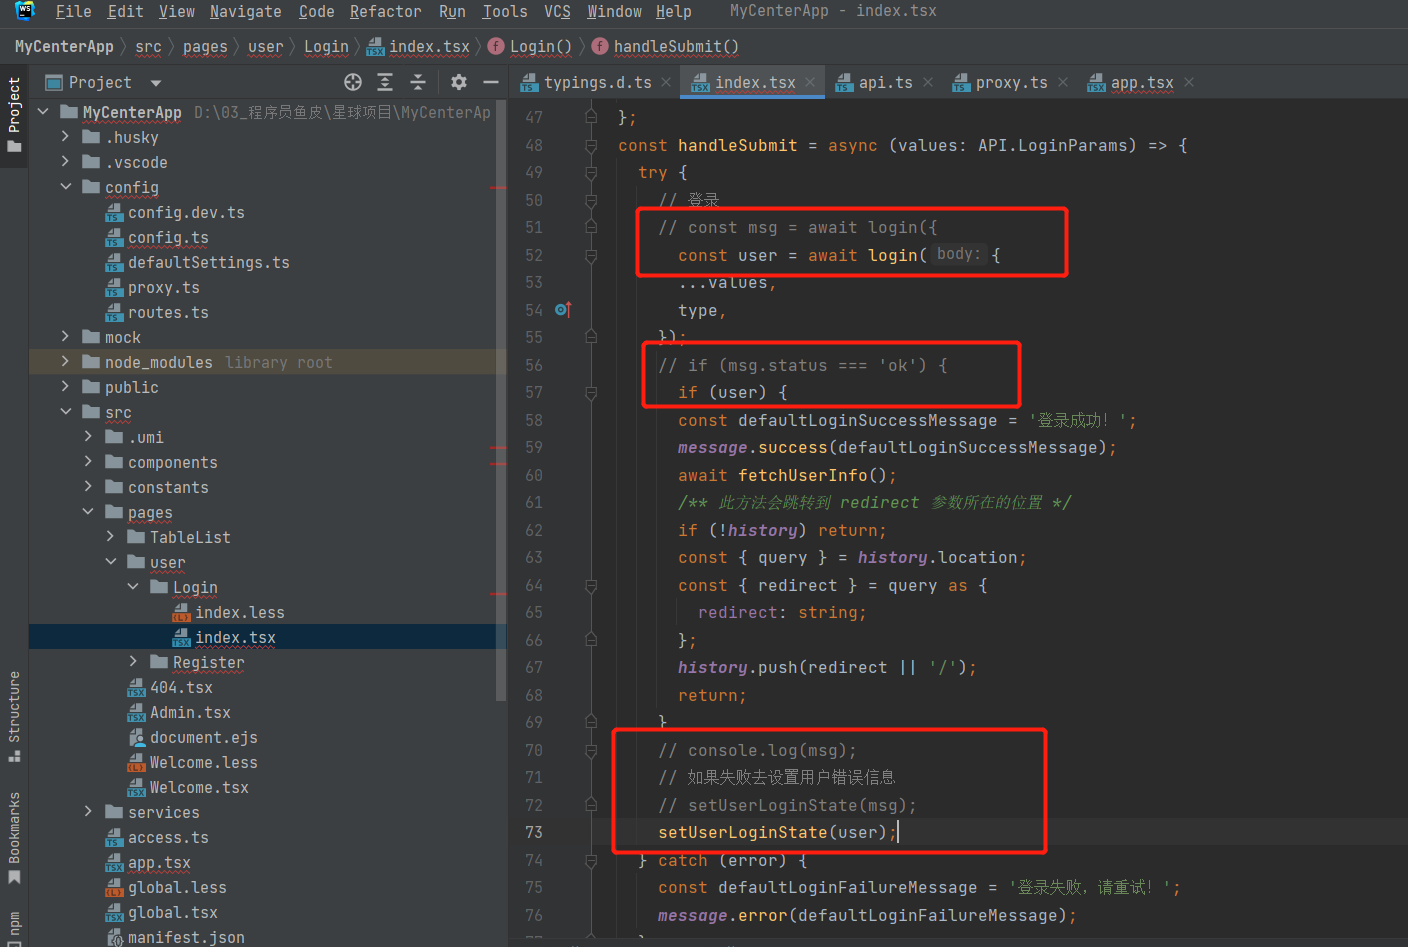 WS File Edit View Navigate Code Refactor Run Tools VCS Window Help MyCenterApp - index.tsx
MyCenterApp src pages user Login index.tsx Login() handleSubmit()
Project
typings.d.ts index.tsx api.ts proxy.ts app.tsx
Project
Structure
Bookmarks
npm
MyCenterApp D:\03_程序员鱼皮\星球项目\MyCenterAp
.husky
.vscode
config
config.dev.ts
config.ts
defaultSettings.ts
proxy.ts
routes.ts
mock
node_modules library root
public
src
.umi
components
constants
pages
TableList
user
Login
index.less
index.tsx
Register
404.tsx
Admin.tsx
document.ejs
Welcome.less
Welcome.tsx
services
access.ts
app.tsx
global.less
global.tsx
manifest.json
47 };
48 const handleSubmit = async (values: API.LoginParams) => {
49 try {
50 // 登录
51 // const msg = await login({
52 const user = await login( body: {
53 ...values,
54 type,
55 });
56 // if (msg.status === 'ok') {
57 if (user) {
58 const defaultLoginSuccessMessage = '登录成功！';
59 message.success(defaultLoginSuccessMessage);
60 await fetchUserInfo();
61 /** 此方法会跳转到 redirect 参数所在的位置 */
62 if (!history) return;
63 const { query } = history.location;
64 const { redirect } = query as {
65 redirect: string;
66 };
67 history.push(redirect || '/');
68 return;
69 }
70 // console.log(msg);
71 // 如果失败去设置用户错误信息
72 // setUserLoginState(msg);
73 setUserLoginState(user);
74 } catch (error) {
75 const defaultLoginFailureMessage = '登录失败，请重试！';
76 message.error(defaultLoginFailureMessage);